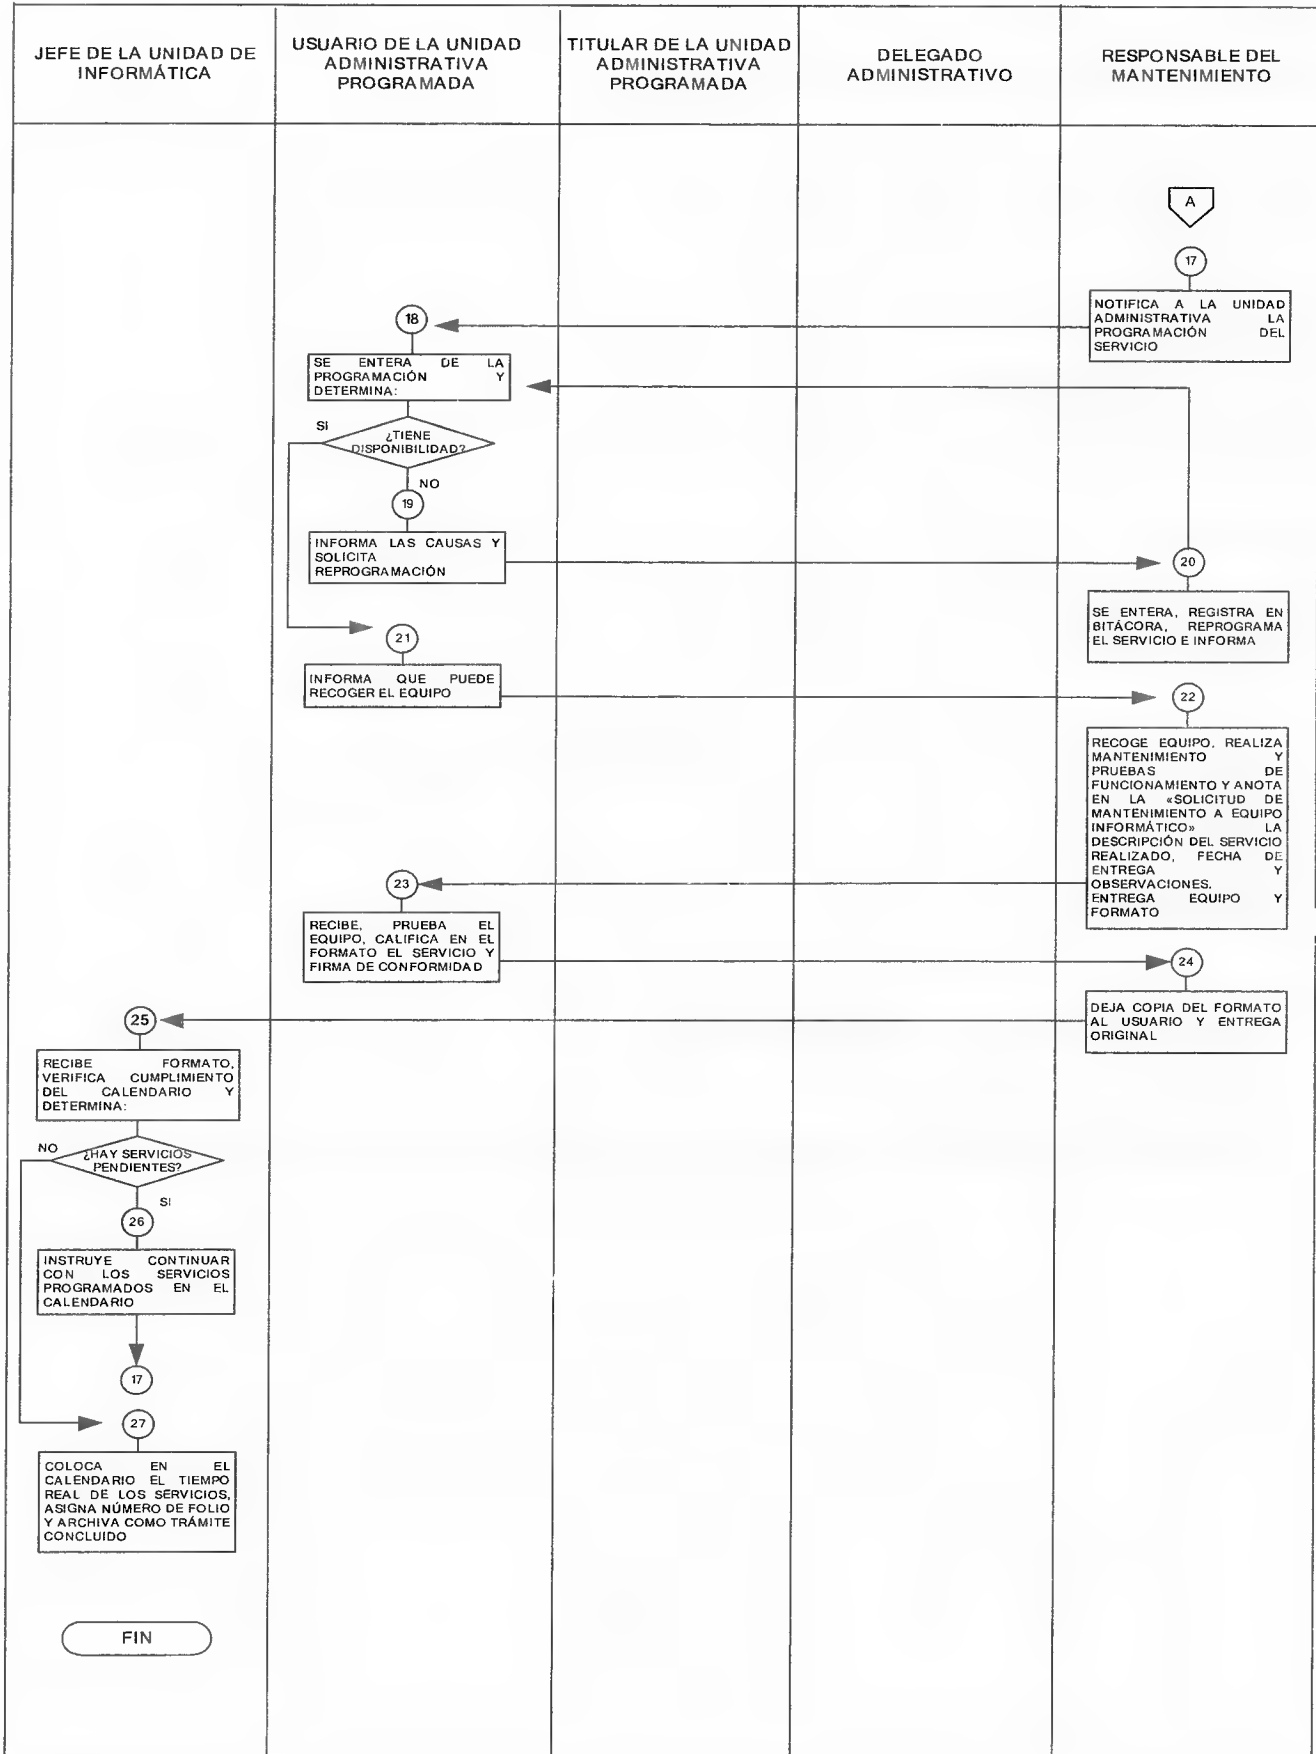 JEFE DE LA UNIDAD DE
INFORMÁTICA
USUARIO DE LA UNIDAD
ADMINISTRATIVA
PROGRAMADA
TITULAR DE LA UNIDAD
ADMINISTRATIVA
PROGRAMADA
DELEGADO
ADMINISTRATIVO
RESPONSABLE DEL
MANTENIMIENTO
A
17
NOTIFICA A LA UNIDAD
ADMINISTRATIVA LA
PROGRAMACIÓN DEL
SERVICIO
18
SE ENTERA DE LA
PROGRAMACIÓN Y
DETERMINA:
SI
¿TIENE
DISPONIBILIDAD?
NO
19
INFORMA LAS CAUSAS Y
SOLICITA
REPROGRAMACIÓN
20
SE ENTERA, REGISTRA EN
BITÁCORA, REPROGRAMA
EL SERVICIO E INFORMA
21
INFORMA QUE PUEDE
RECOGER EL EQUIPO
22
RECOGE EQUIPO, REALIZA
MANTENIMIENTO Y
PRUEBAS DE
FUNCIONAMIENTO Y ANOTA
EN LA «SOLICITUD DE
MANTENIMIENTO A EQUIPO
INFORMÁTICO» LA
DESCRIPCIÓN DEL SERVICIO
REALIZADO, FECHA DE
ENTREGA Y
OBSERVACIONES.
ENTREGA EQUIPO Y
FORMATO
23
RECIBE, PRUEBA EL
EQUIPO, CALIFICA EN EL
FORMATO EL SERVICIO Y
FIRMA DE CONFORMIDAD
24
DEJA COPIA DEL FORMATO
AL USUARIO Y ENTREGA
ORIGINAL
25
RECIBE FORMATO,
VERIFICA CUMPLIMIENTO
DEL CALENDARIO Y
DETERMINA:
NO
¿HAY SERVICIOS
PENDIENTES?
SI
26
INSTRUYE CONTINUAR
CON LOS SERVICIOS
PROGRAMADOS EN EL
CALENDARIO
17
27
COLOCA EN EL
CALENDARIO EL TIEMPO
REAL DE LOS SERVICIOS,
ASIGNA NÚMERO DE FOLIO
Y ARCHIVA COMO TRÁMITE
CONCLUIDO
FIN